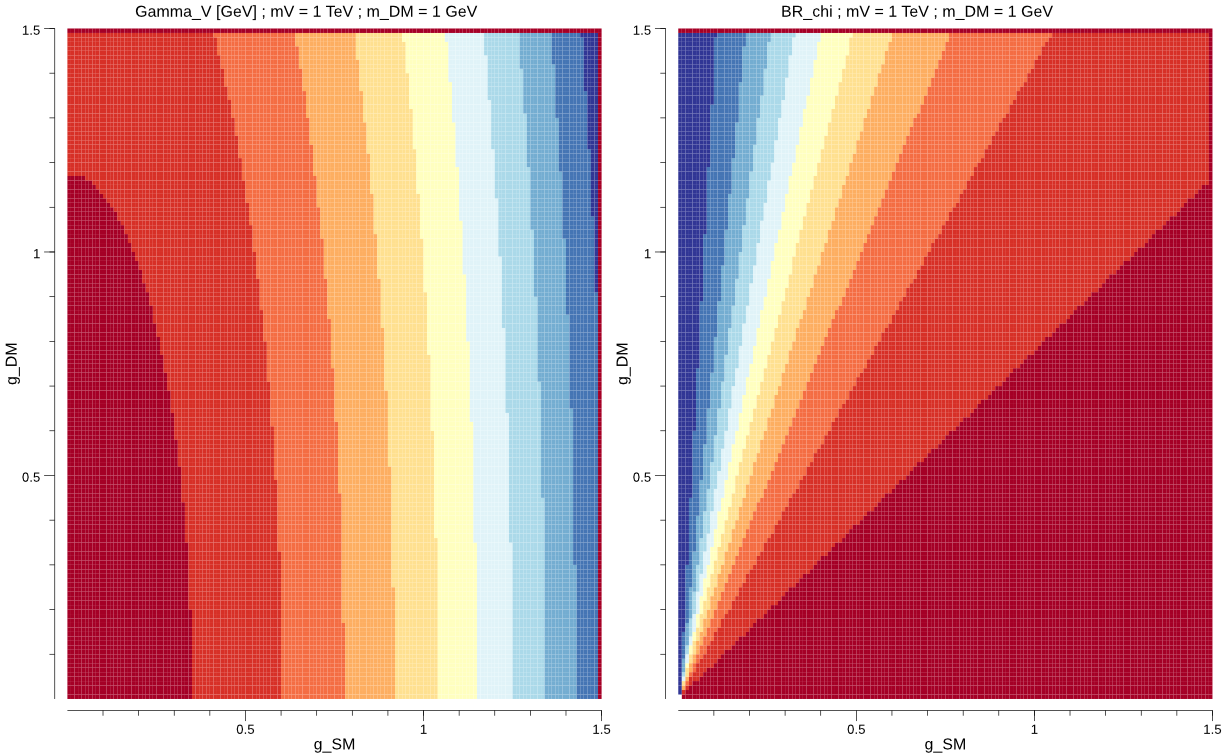 Gamma_V [GeV] ; mV = 1 TeV ; m_DM = 1 GeV
1.5
1
0.5
g_DM
0.5
1
1.5
g_SM
BR_chi ; mV = 1 TeV ; m_DM = 1 GeV
1.5
1
0.5
g_DM
0.5
1
1.5
g_SM